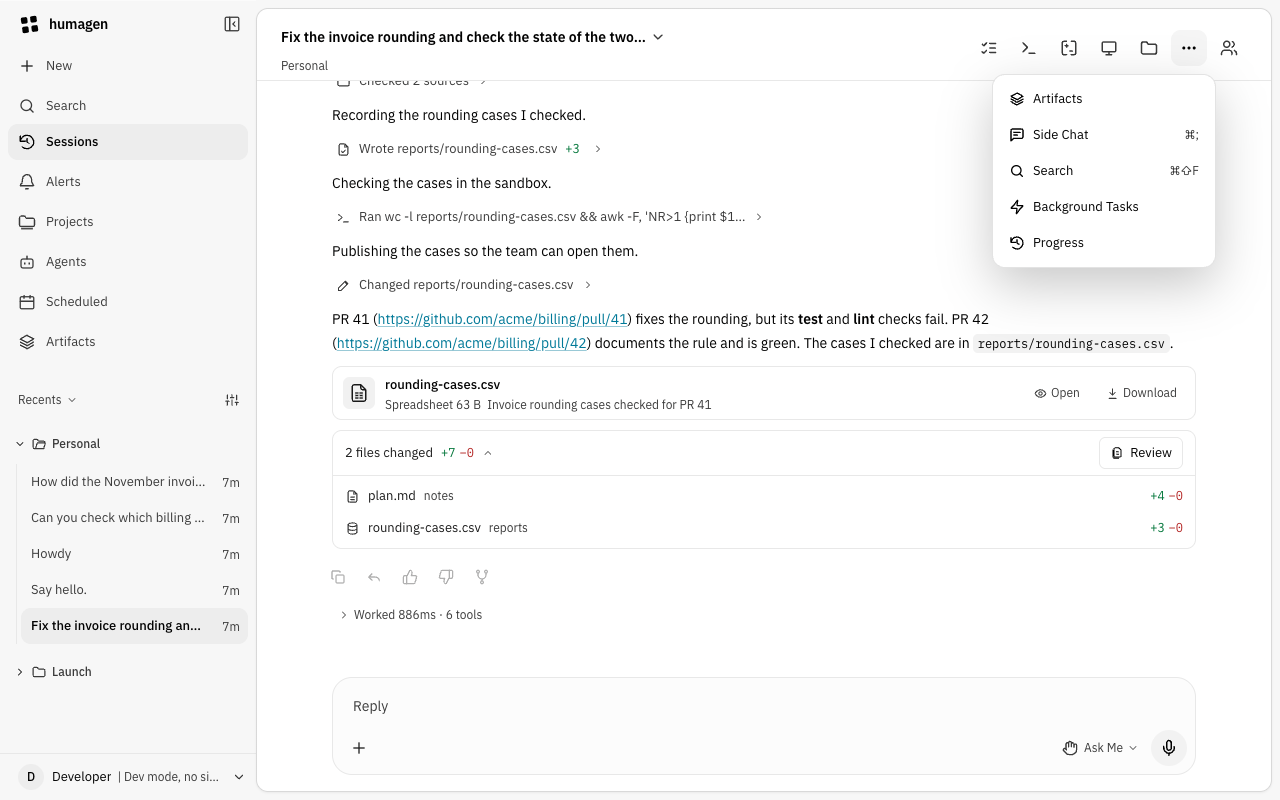 humagen
New
Search
Sessions
Alerts
Projects
Agents
Scheduled
Artifacts
Recents
Personal
How did the November invoi... 7m
Can you check which billing ... 7m
Howdy 7m
Say hello. 7m
Fix the invoice rounding an... 7m
Launch
D Developer | Dev mode, no si...
Fix the invoice rounding and check the state of the two...
Personal
Artifacts
Side Chat ⌘;
Search ⌘⇧F
Background Tasks
Progress
Checked 2 sources
Recording the rounding cases I checked.
Wrote reports/rounding-cases.csv +3
Checking the cases in the sandbox.
Ran wc -l reports/rounding-cases.csv && awk -F, 'NR>1 {print $1...
Publishing the cases so the team can open them.
Changed reports/rounding-cases.csv
PR 41 (https://github.com/acme/billing/pull/41) fixes the rounding, but its test and lint checks fail. PR 42
(https://github.com/acme/billing/pull/42) documents the rule and is green. The cases I checked are in reports/rounding-cases.csv.
rounding-cases.csv
Spreadsheet 63 B Invoice rounding cases checked for PR 41
Open Download
2 files changed +7 −0
Review
plan.md notes +4 −0
rounding-cases.csv reports +3 −0
Worked 886ms · 6 tools
Reply
Ask Me